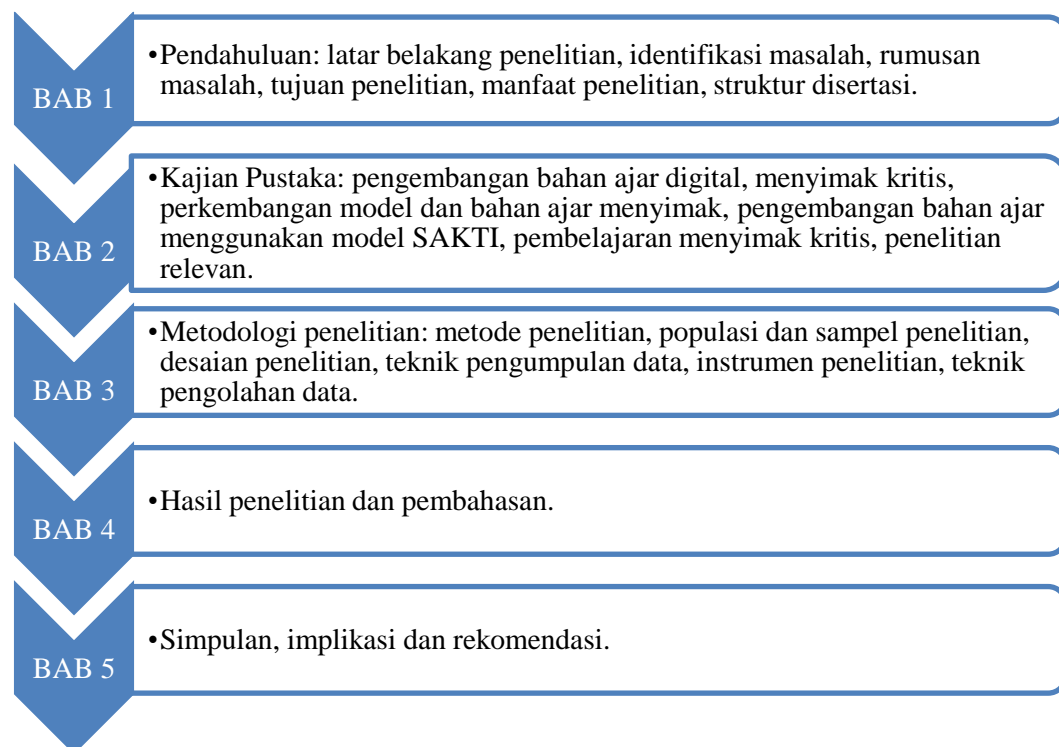 BAB 1
•Pendahuluan: latar belakang penelitian, identifikasi masalah, rumusan
masalah, tujuan penelitian, manfaat penelitian, struktur disertasi.
BAB 2
•Kajian Pustaka: pengembangan bahan ajar digital, menyimak kritis,
perkembangan model dan bahan ajar menyimak, pengembangan bahan ajar
menggunakan model SAKTI, pembelajaran menyimak kritis, penelitian
relevan.
BAB 3
•Metodologi penelitian: metode penelitian, populasi dan sampel penelitian,
desaian penelitian, teknik pengumpulan data, instrumen penelitian, teknik
pengolahan data.
BAB 4
•Hasil penelitian dan pembahasan.
BAB 5
•Simpulan, implikasi dan rekomendasi.